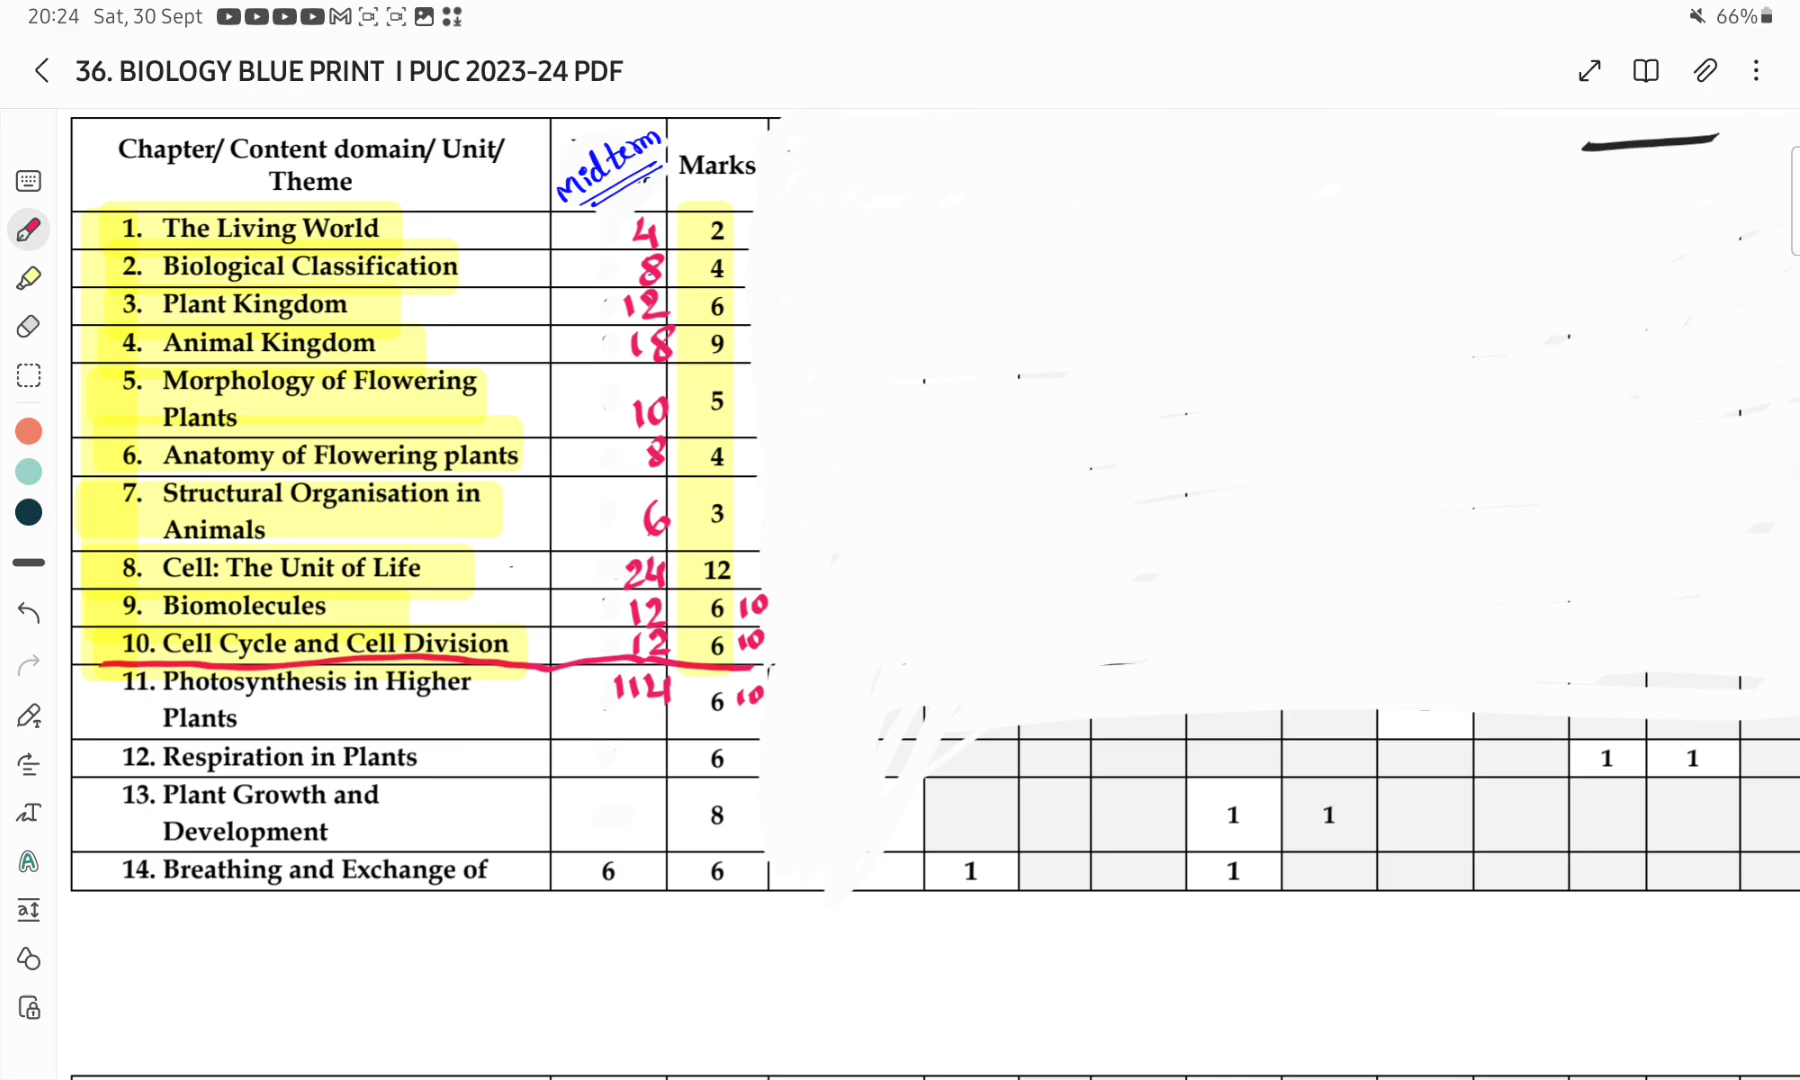 20:24 Sat, 30 Sept
66%
36. BIOLOGY BLUE PRINT I PUC 2023-24 PDF
Chapter/ Content domain/ Unit/
Theme
Midterm
Marks
1. The Living World 4 2
2. Biological Classification 8 4
3. Plant Kingdom 12 6
4. Animal Kingdom 18 9
5. Morphology of Flowering
Plants 10 5
6. Anatomy of Flowering plants 8 4
7. Structural Organisation in
Animals 6 3
8. Cell: The Unit of Life 24 12
9. Biomolecules 12 6 10
10. Cell Cycle and Cell Division 12 6 10
11. Photosynthesis in Higher
Plants 114 6 10
12. Respiration in Plants 6 1 1
13. Plant Growth and
Development 8 1 1
14. Breathing and Exchange of 6 6 1 1